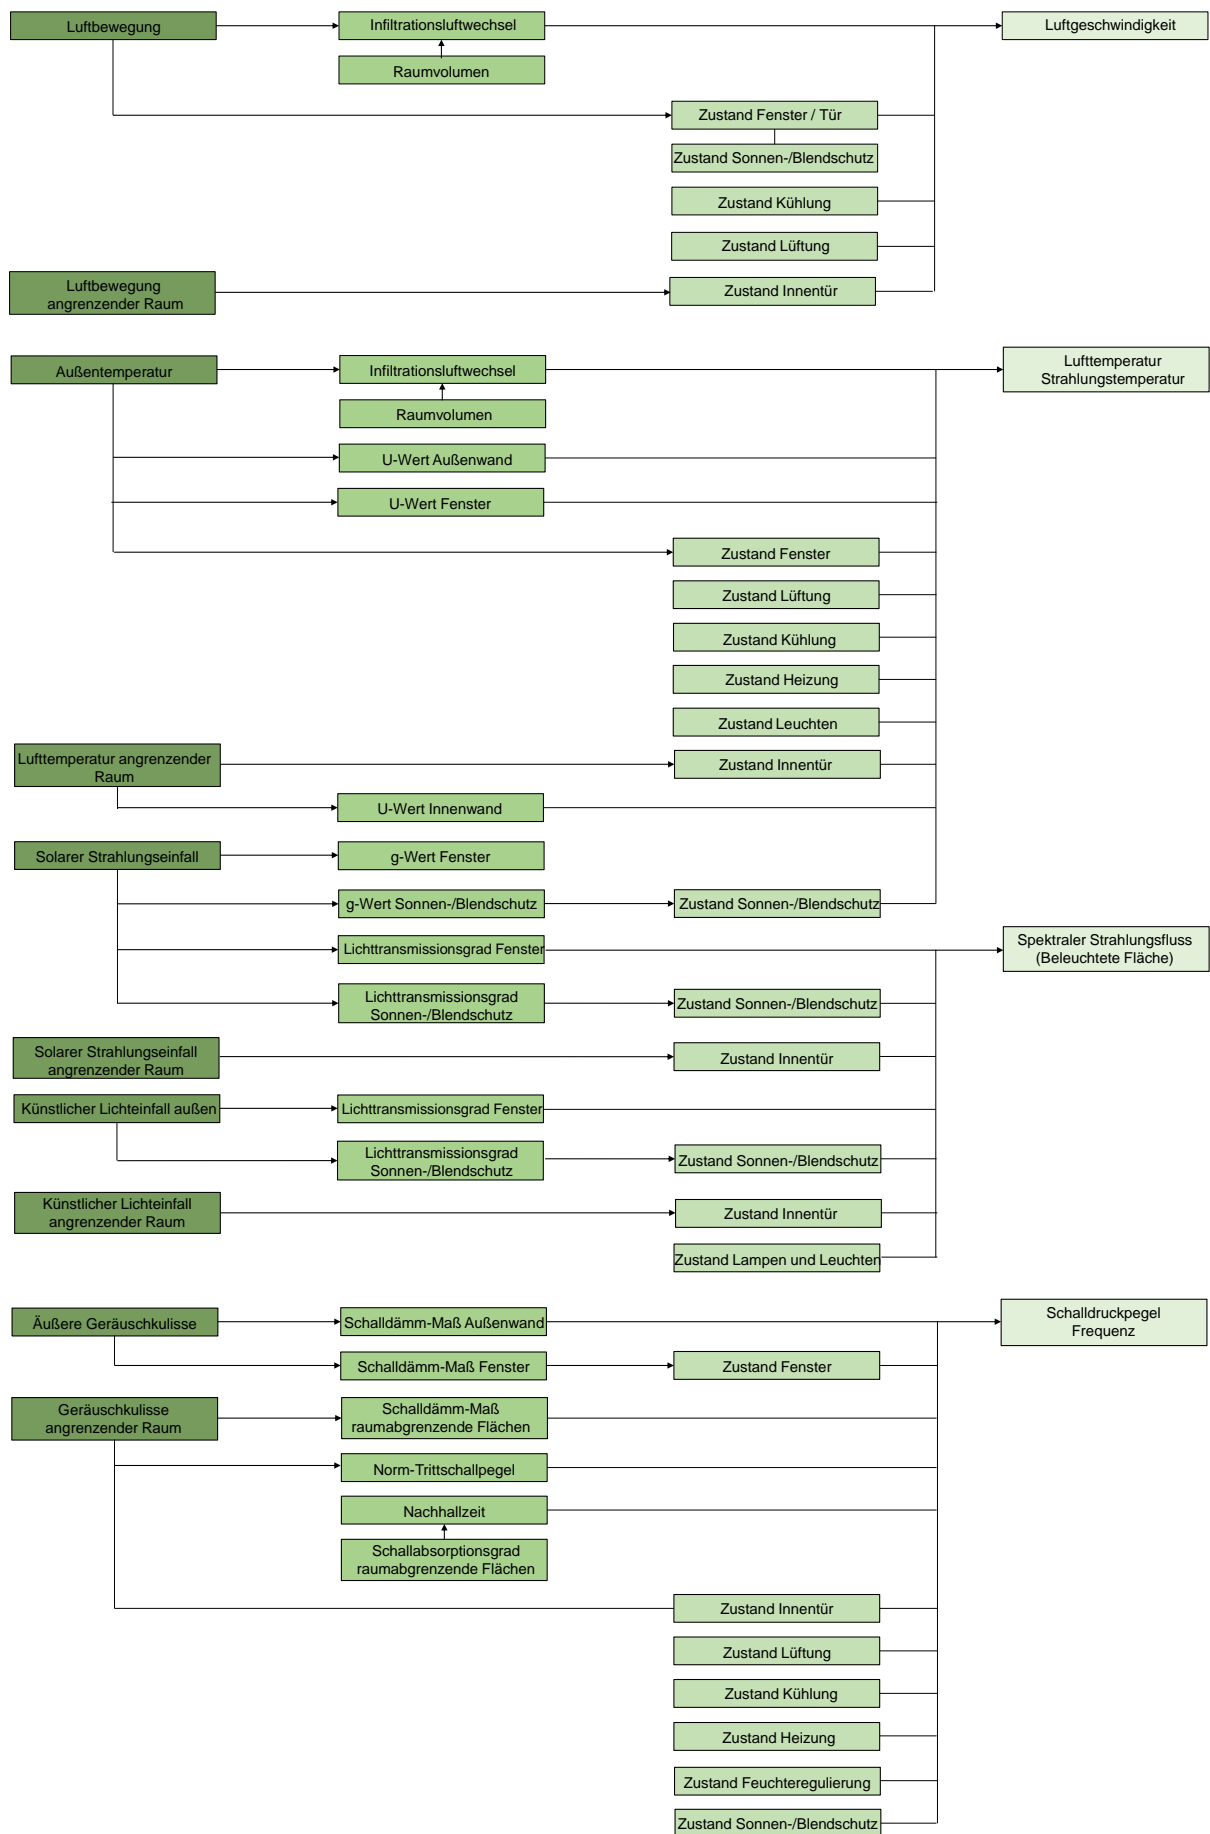 Luftbewegung
Infiltrationsluftwechsel
Luftgeschwindigkeit
Raumvolumen
Zustand Fenster / Tür
Zustand Sonnen-/Blendschutz
Zustand Kühlung
Zustand Lüftung
Luftbewegung
angrenzender Raum
Zustand Innentür
Außentemperatur
Infiltrationsluftwechsel
Lufttemperatur
Strahlungstemperatur
Raumvolumen
U-Wert Außenwand
U-Wert Fenster
Zustand Fenster
Zustand Lüftung
Zustand Kühlung
Zustand Heizung
Zustand Leuchten
Lufttemperatur angrenzender
Raum
Zustand Innentür
U-Wert Innenwand
Solarer Strahlungseinfall
g-Wert Fenster
g-Wert Sonnen-/Blendschutz
Zustand Sonnen-/Blendschutz
Lichttransmissionsgrad Fenster
Spektraler Strahlungsfluss
(Beleuchtete Fläche)
Lichttransmissionsgrad
Sonnen-/Blendschutz
Zustand Sonnen-/Blendschutz
Solarer Strahlungseinfall
angrenzender Raum
Zustand Innentür
Künstlicher Lichteinfall außen
Lichttransmissionsgrad Fenster
Lichttransmissionsgrad
Sonnen-/Blendschutz
Zustand Sonnen-/Blendschutz
Künstlicher Lichteinfall
angrenzender Raum
Zustand Innentür
Zustand Lampen und Leuchten
Äußere Geräuschkulisse
Schalldämm-Maß Außenwand
Schalldruckpegel
Frequenz
Schalldämm-Maß Fenster
Zustand Fenster
Geräuschkulisse
angrenzender Raum
Schalldämm-Maß
raumabgrenzende Flächen
Norm-Trittschallpegel
Nachhallzeit
Schallabsorptionsgrad
raumabgrenzende Flächen
Zustand Innentür
Zustand Lüftung
Zustand Kühlung
Zustand Heizung
Zustand Feuchteregulierung
Zustand Sonnen-/Blendschutz